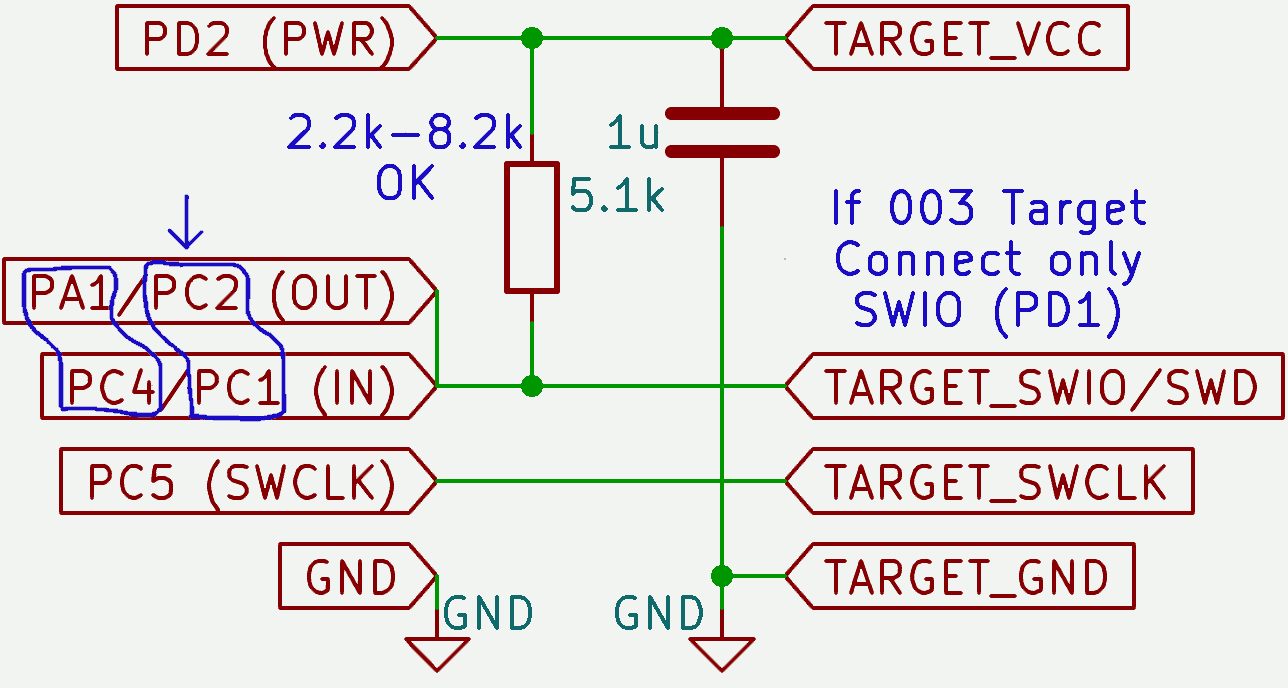 PD2 (PWR)
TARGET_VCC
2.2k-8.2k
OK
1u
5.1k
If 003 Target
Connect only
SWIO (PD1)
PA1/PC2 (OUT)
PC4/PC1 (IN)
TARGET_SWIO/SWD
PC5 (SWCLK)
TARGET_SWCLK
GND
TARGET_GND
GND
GND